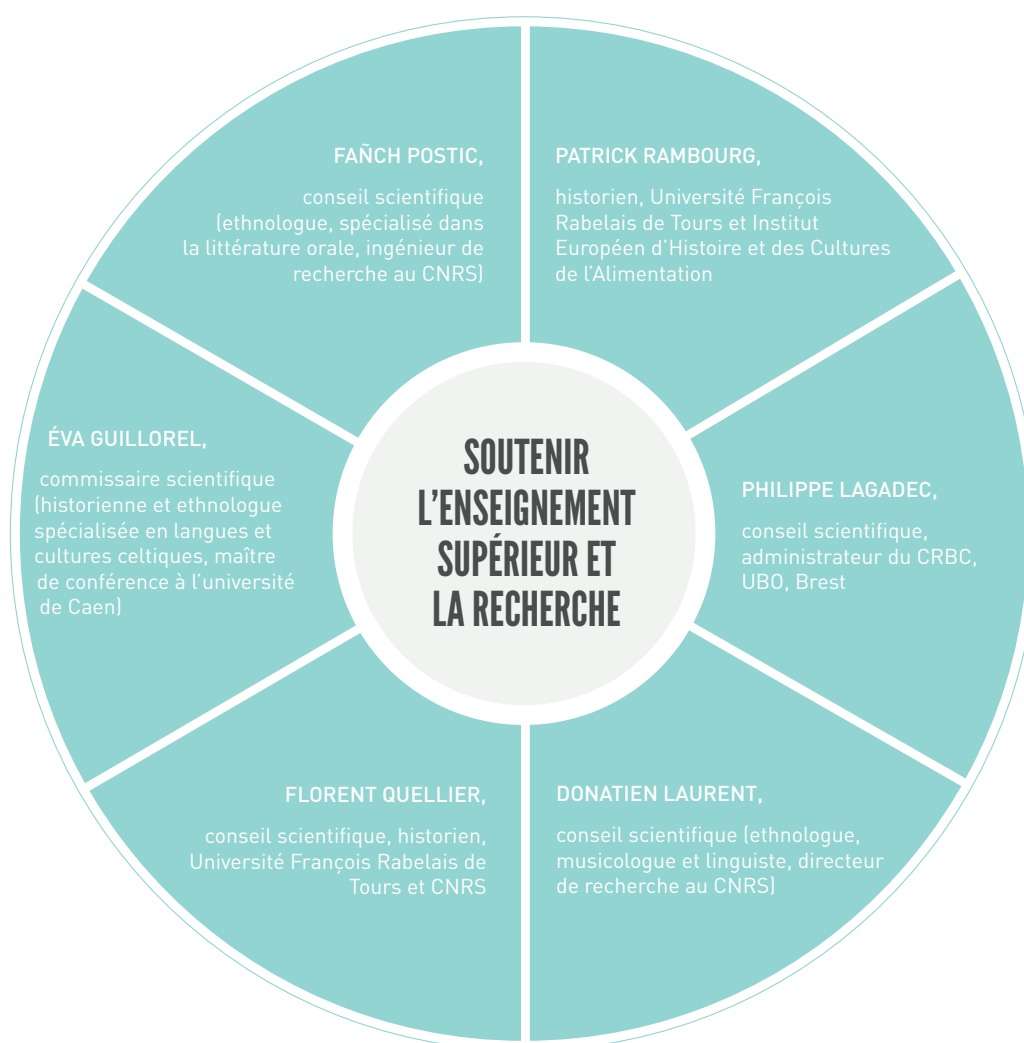 FAÑCH POSTIC,
conseil scientifique
(ethnologue, spécialisé dans
la littérature orale, ingénieur de
recherche au CNRS)
PATRICK RAMBOURG,
historien, Université François
Rabelais de Tours et Institut
Européen d'Histoire et des Cultures
de l'Alimentation
ÉVA GUILLOREL,
commissaire scientifique
(historienne et ethnologue
spécialisée en langues et
cultures celtiques, maître
de conférence à l'université
de Caen)
SOUTENIR
L'ENSEIGNEMENT
SUPÉRIEUR ET
LA RECHERCHE
PHILIPPE LAGADEC,
conseil scientifique,
administrateur du CRBC,
UBO, Brest
FLORENT QUELLIER,
conseil scientifique, historien,
Université François Rabelais de
Tours et CNRS
DONATIEN LAURENT,
conseil scientifique (ethnologue,
musicologue et linguiste, directeur
de recherche au CNRS)